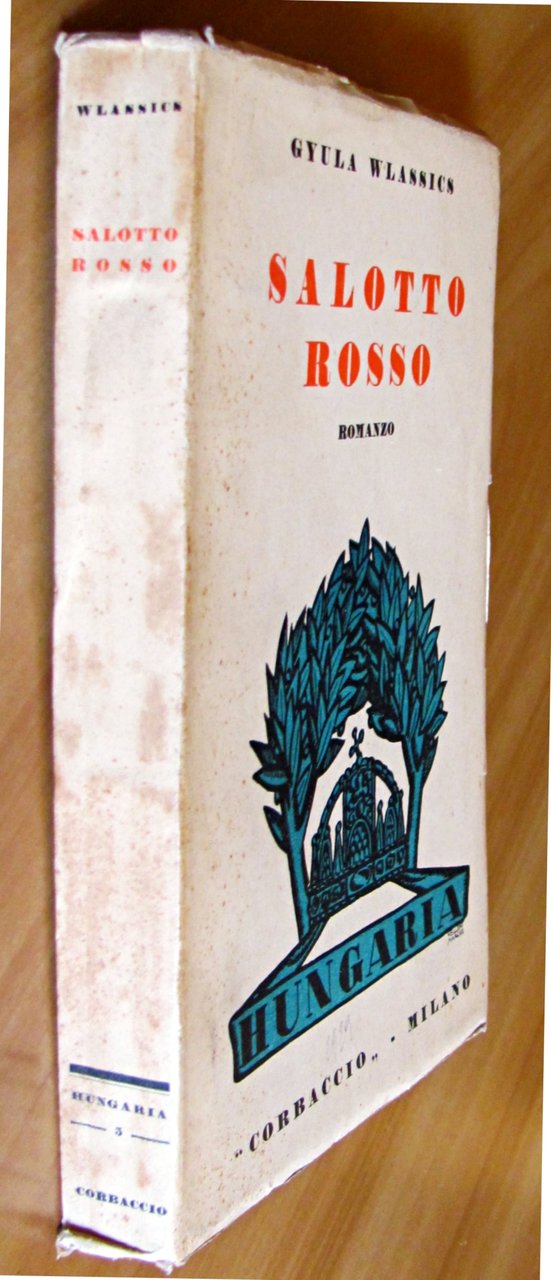 WLASSICS
SALOTTO
ROSSO
HUNGARIA
5
CORBACCIO
GYULA WLASSICS
SALOTTO
ROSSO
ROMANZO
HUNGARIA
“CORBACCIO„ - MILANO